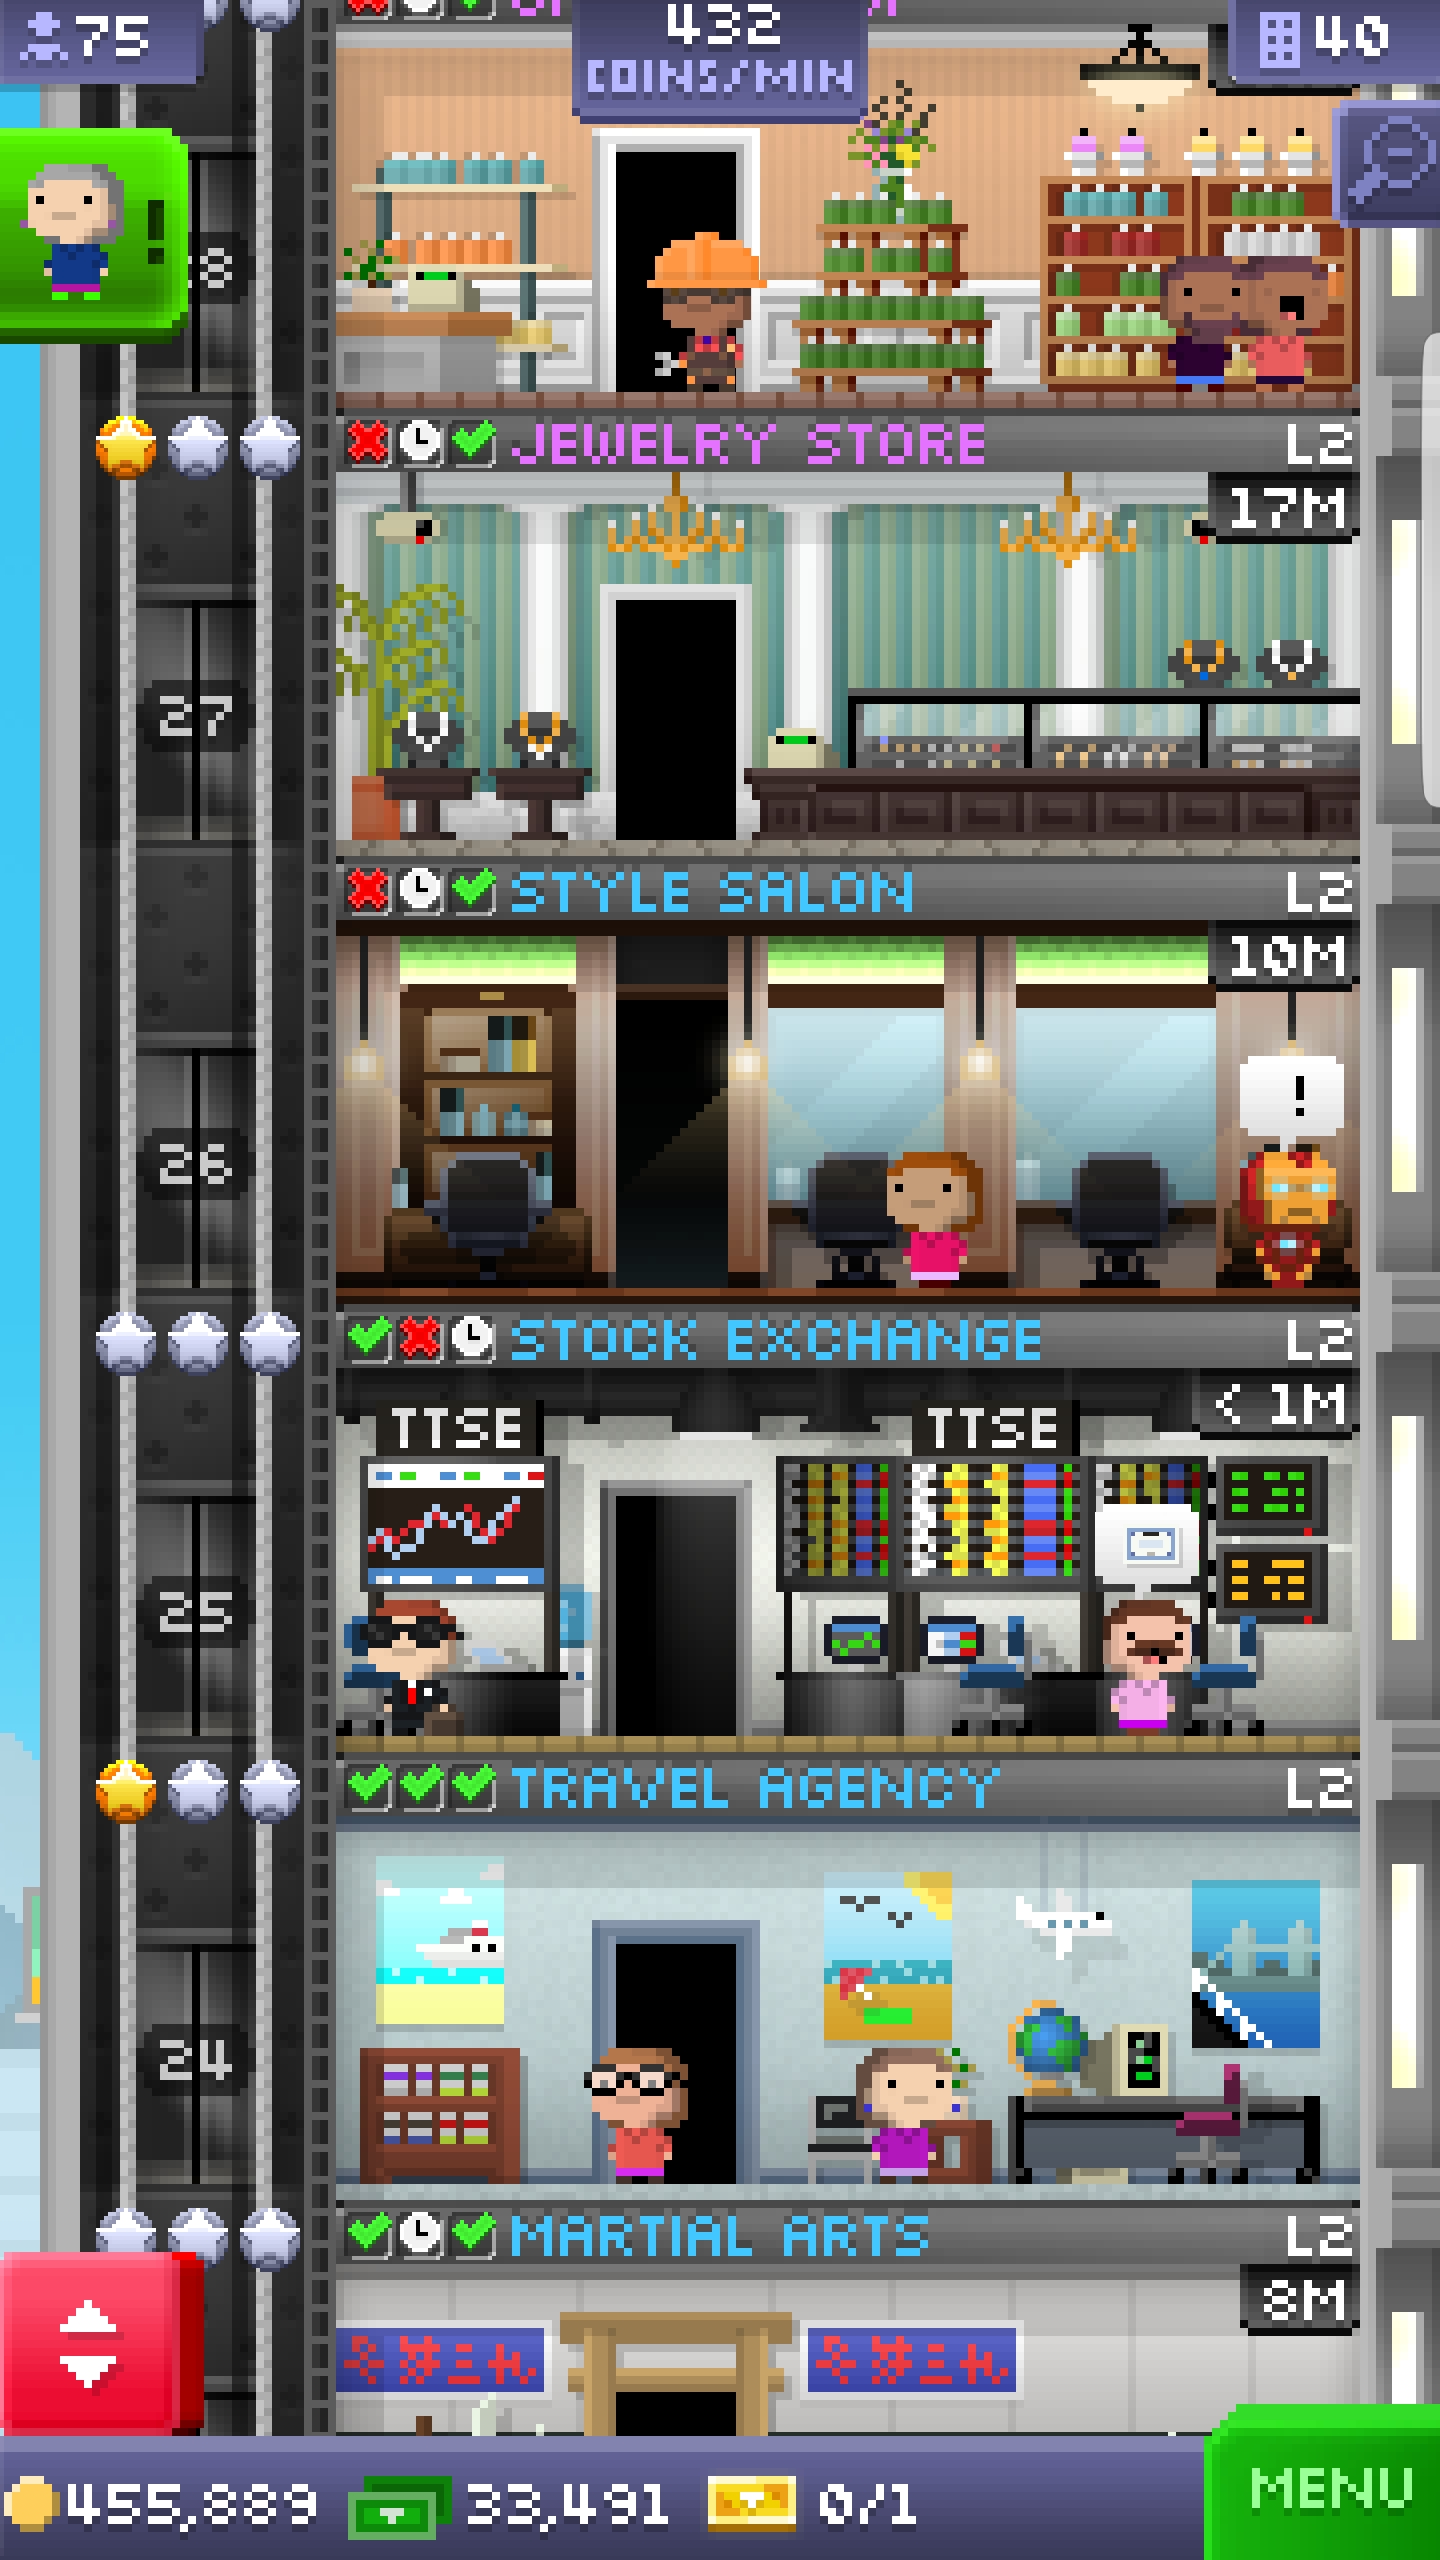 75
432
COINS/MIN
40
8
JEWELRY STORE
L2
17M
27
STYLE SALON
L2
10M
26
!
STOCK EXCHANGE
L2
< 1M
TTSE
TTSE
25
TRAVEL AGENCY
L2
24
MARTIAL ARTS
L2
8M
455,889
33,491
0/1
MENU